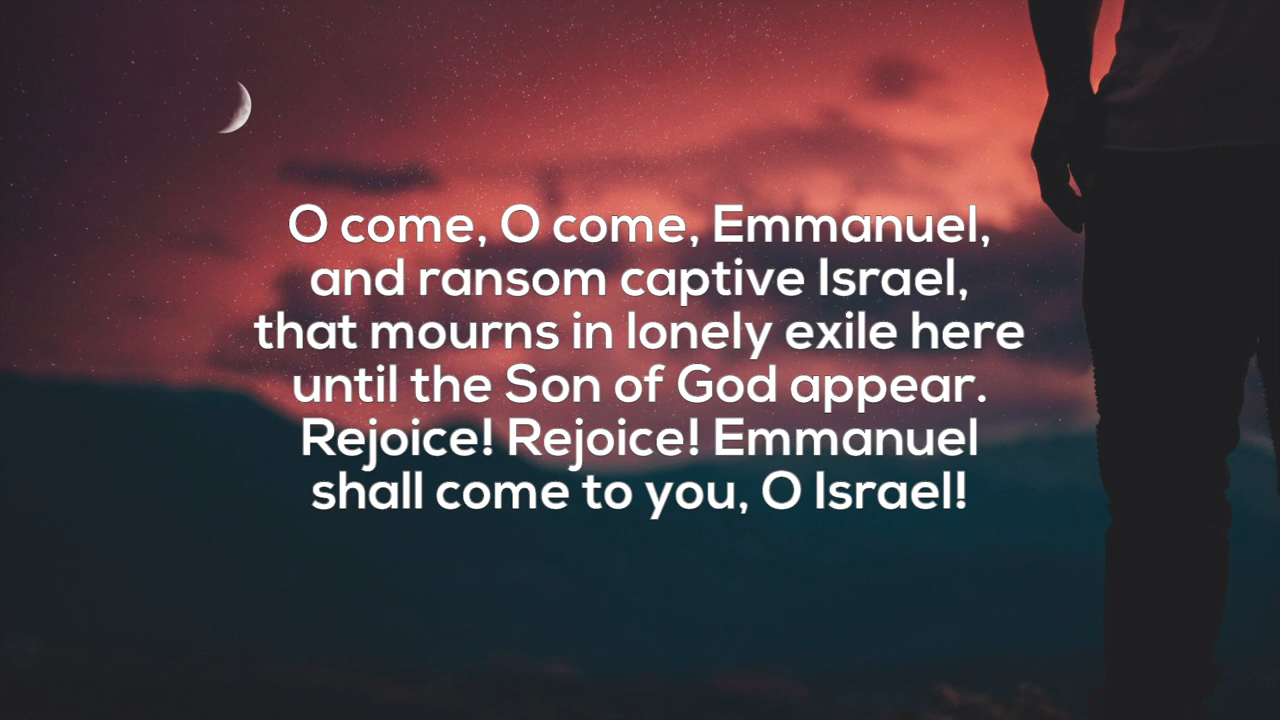 O come, O come, Emmanuel,
and ransom captive Israel,
that mourns in lonely exile here
until the Son of God appear.
Rejoice! Rejoice! Emmanuel
shall come to you, O Israel!